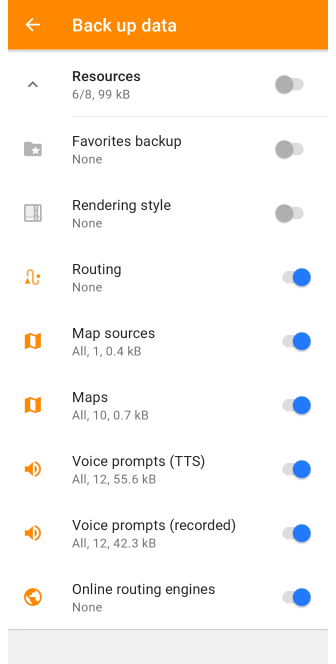 Back up data
Resources
6/8, 99 kB
Favorites backup
None
Rendering style
None
Routing
None
Map sources
All, 1, 0.4 kB
Maps
All, 10, 0.7 kB
Voice prompts (TTS)
All, 12, 55.6 kB
Voice prompts (recorded)
All, 12, 42.3 kB
Online routing engines
None